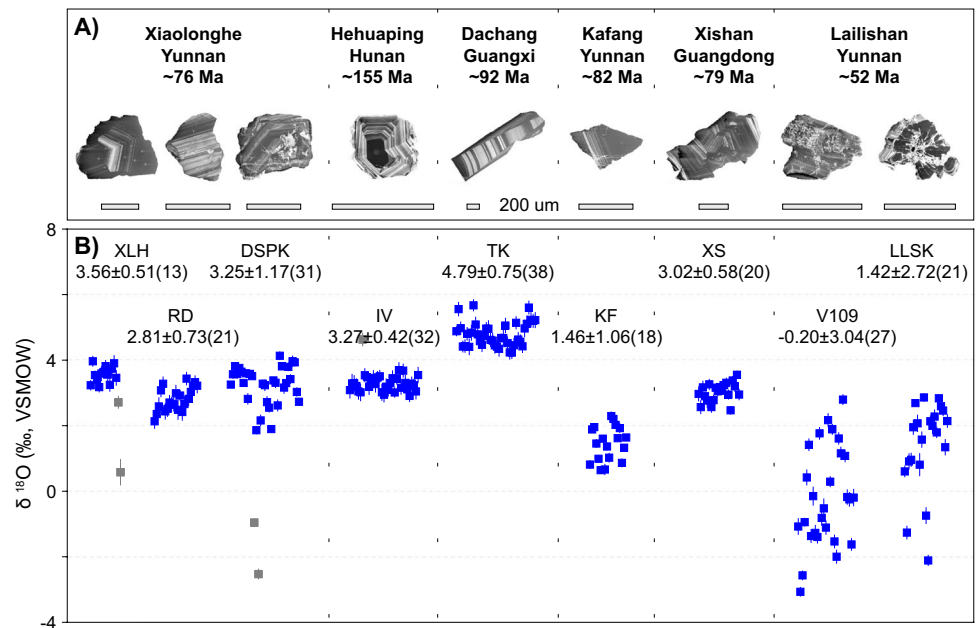 A)
Xiaolonghe
Yunnan
~76 Ma
Hehuaping
Hunan
~155 Ma
Dachang
Guangxi
~92 Ma
Kafang
Yunnan
~82 Ma
Xishan
Guangdong
~79 Ma
Lailishan
Yunnan
~52 Ma
200 um
B)
XLH
3.56±0.51(13)
DSPK
3.25±1.17(31)
TK
4.79±0.75(38)
XS
3.02±0.58(20)
LLSK
1.42±2.72(21)
RD
2.81±0.73(21)
IV
3.27±0.42(32)
KF
1.46±1.06(18)
V109
-0.20±3.04(27)
8
4
0
-4
δ ¹⁸O (‰, VSMOW)